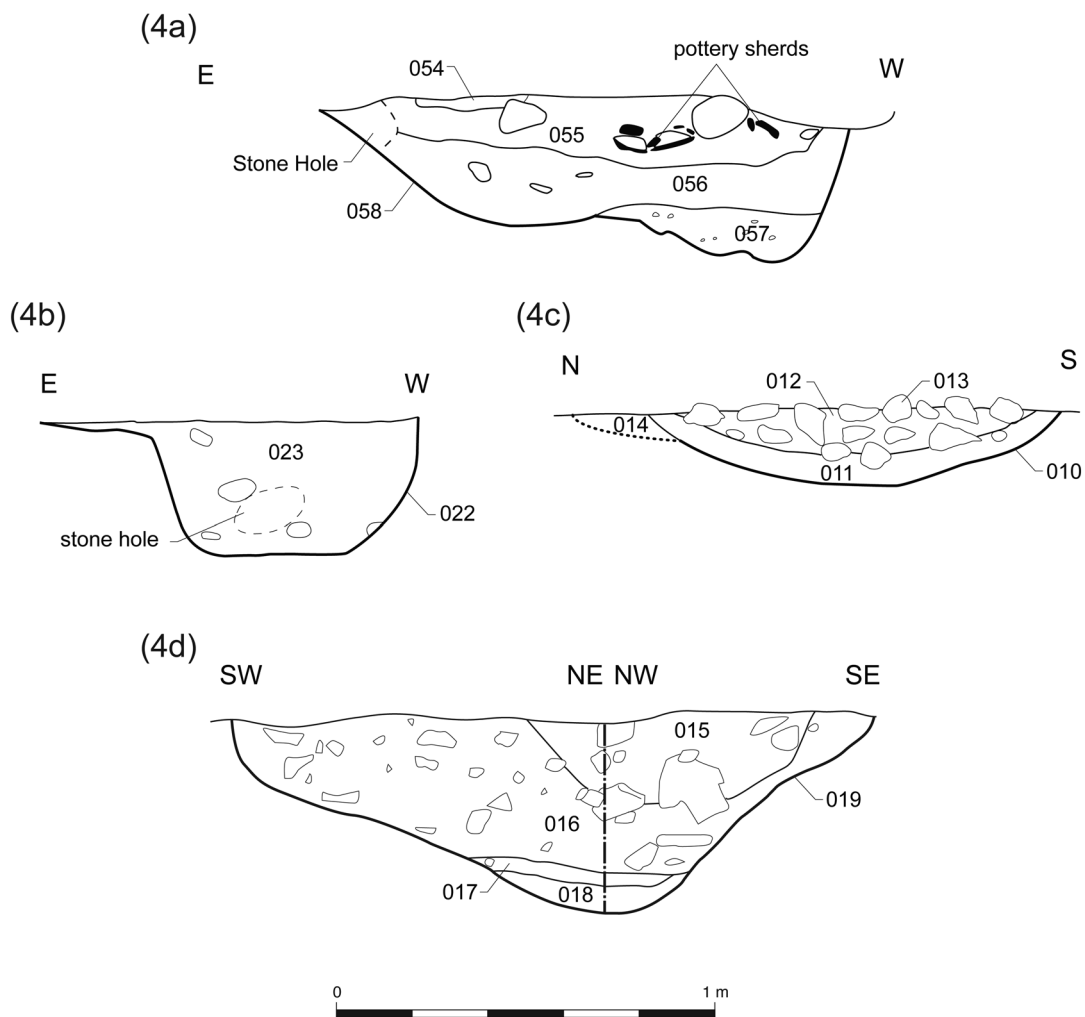 (4a)
E
W
054
pottery sherds
055
Stone Hole
056
058
057
(4b)
E
W
023
022
stone hole
(4c)
N
S
012
013
014
011
010
(4d)
SW
NE NW
SE
015
019
016
017
018
0
1 m